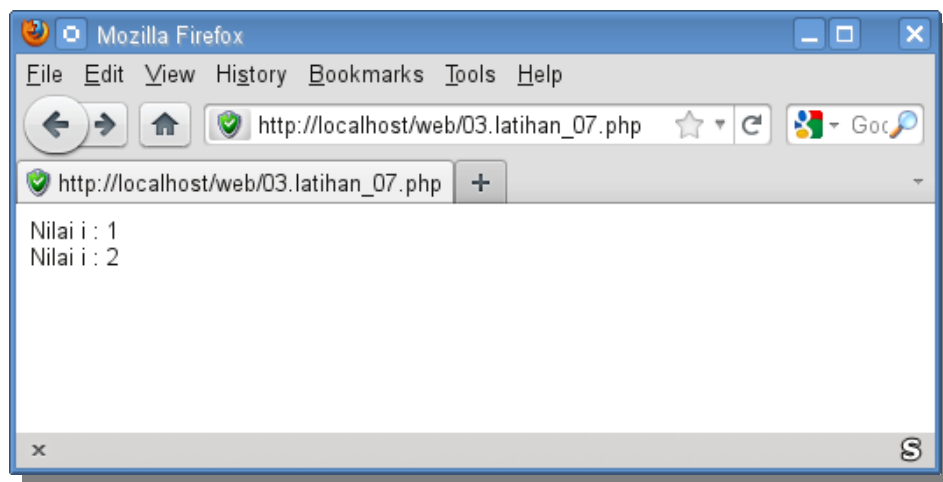 Mozilla Firefox
File Edit View History Bookmarks Tools Help
http://localhost/web/03.latihan_07.php
Goo
http://localhost/web/03.latihan_07.php
Nilai i : 1
Nilai i : 2
S